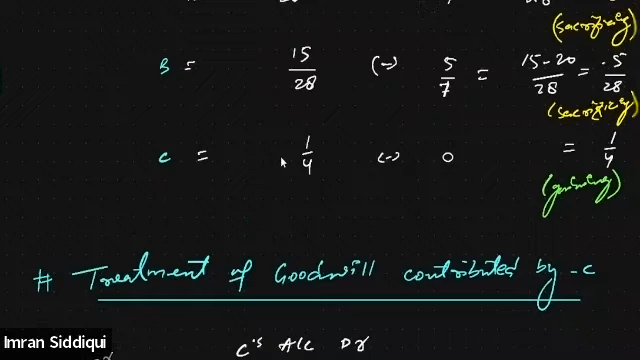 (sacrificing)
B = 15/28 (-) 5/7 = 15-20/28 = -5/28
(sacrificing)
C = 1/4 (-) 0 = 1/4
(gaining)
# Treatment of Goodwill contributed by -C
Imran Siddiqui
C's A/C Dr